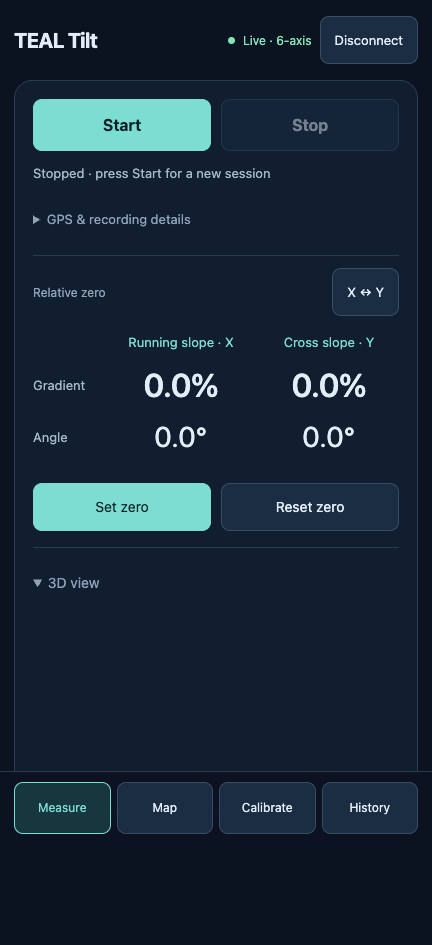 TEAL Tilt
Live · 6-axis
Disconnect
Start
Stop
Stopped · press Start for a new session
▶ GPS & recording details
Relative zero
X ↔ Y
Running slope · X
Cross slope · Y
Gradient
0.0%
0.0%
Angle
0.0°
0.0°
Set zero
Reset zero
▼ 3D view
Measure
Map
Calibrate
History